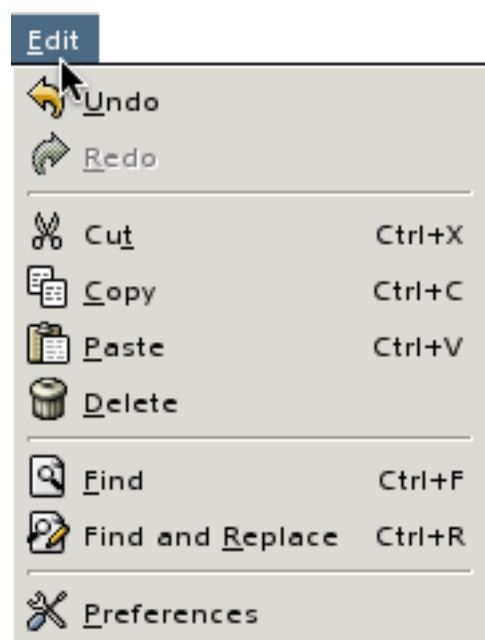 Edit
Undo
Redo
Cut Ctrl+X
Copy Ctrl+C
Paste Ctrl+V
Delete
Find Ctrl+F
Find and Replace Ctrl+R
Preferences